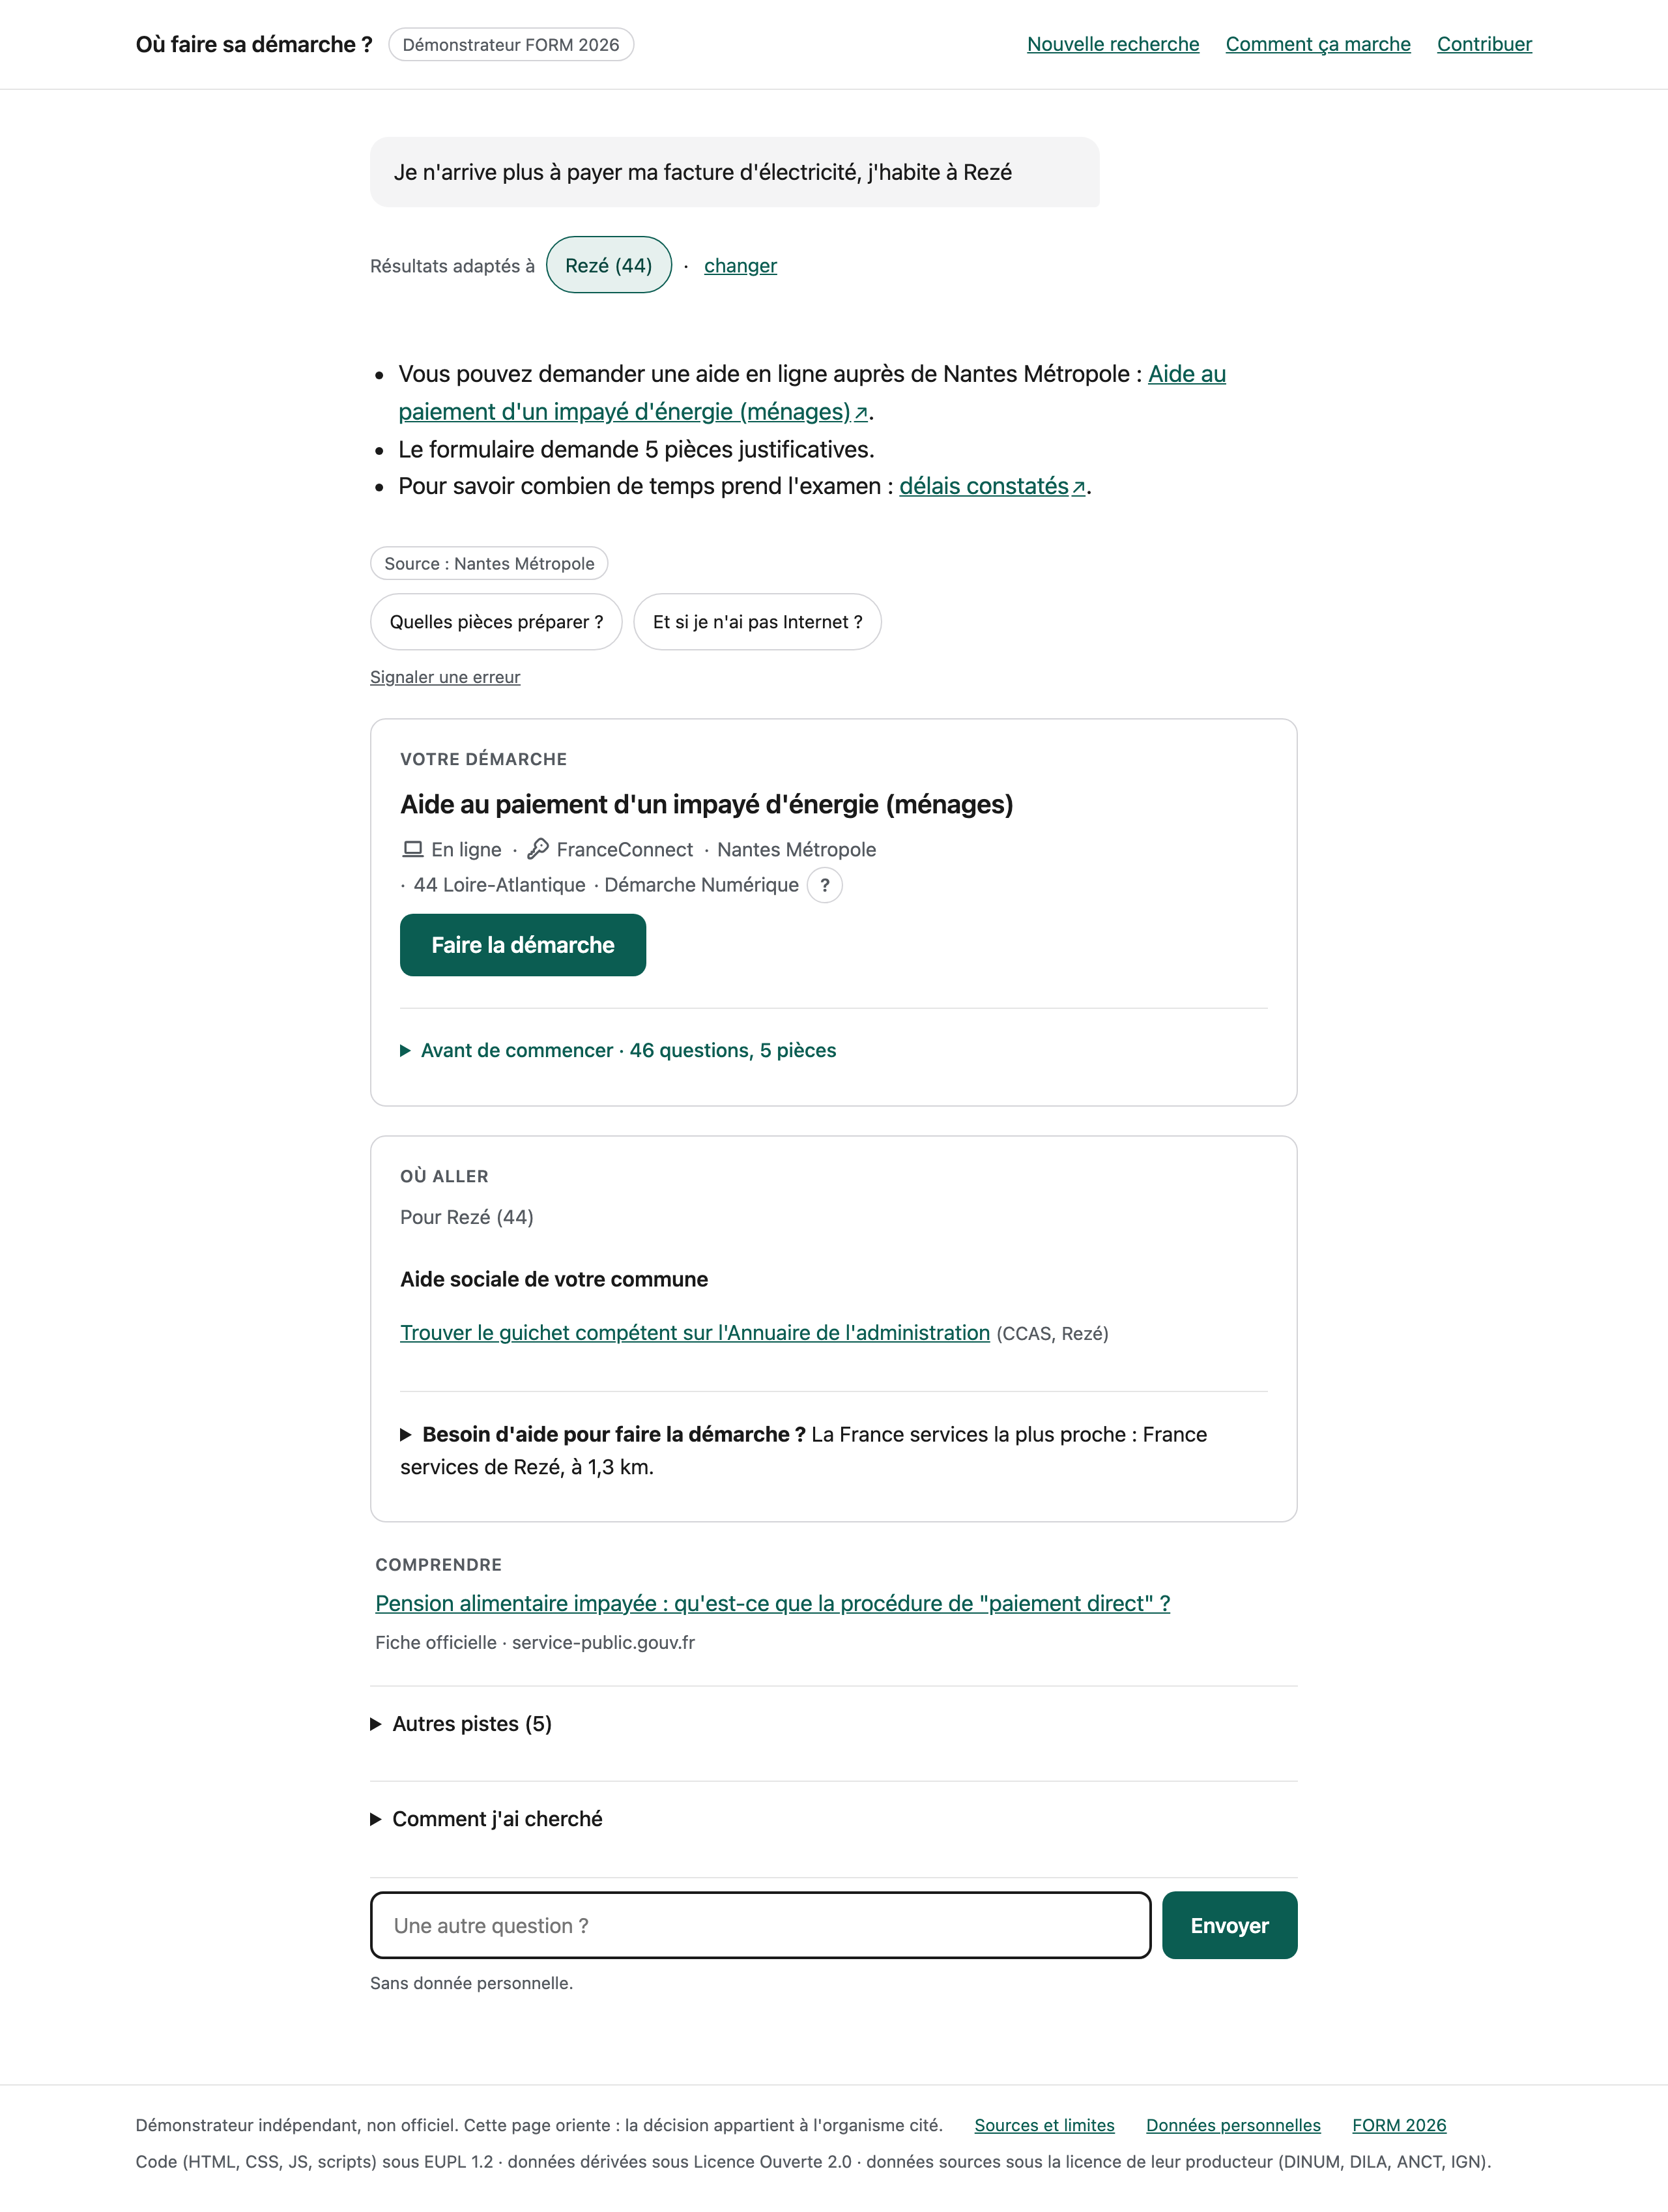 Où faire sa démarche ?
Démonstrateur FORM 2026
Nouvelle recherche
Comment ça marche
Contribuer
Je n'arrive plus à payer ma facture d'électricité, j'habite à Rezé
Résultats adaptés à Rezé (44) · changer
• Vous pouvez demander une aide en ligne auprès de Nantes Métropole : Aide au
paiement d'un impayé d'énergie (ménages)↗.
• Le formulaire demande 5 pièces justificatives.
• Pour savoir combien de temps prend l'examen : délais constatés↗.
Source : Nantes Métropole
Quelles pièces préparer ?
Et si je n'ai pas Internet ?
Signaler une erreur
VOTRE DÉMARCHE
Aide au paiement d'un impayé d'énergie (ménages)
En ligne · FranceConnect · Nantes Métropole
· 44 Loire-Atlantique · Démarche Numérique ?
Faire la démarche
▶ Avant de commencer · 46 questions, 5 pièces
OÙ ALLER
Pour Rezé (44)
Aide sociale de votre commune
Trouver le guichet compétent sur l'Annuaire de l'administration (CCAS, Rezé)
▶ Besoin d'aide pour faire la démarche ? La France services la plus proche : France
services de Rezé, à 1,3 km.
COMPRENDRE
Pension alimentaire impayée : qu'est-ce que la procédure de "paiement direct" ?
Fiche officielle · service-public.gouv.fr
▶ Autres pistes (5)
▶ Comment j'ai cherché
Une autre question ?
Envoyer
Sans donnée personnelle.
Démonstrateur indépendant, non officiel. Cette page oriente : la décision appartient à l'organisme cité.
Sources et limites
Données personnelles
FORM 2026
Code (HTML, CSS, JS, scripts) sous EUPL 1.2 · données dérivées sous Licence Ouverte 2.0 · données sources sous la licence de leur producteur (DINUM, DILA, ANCT, IGN).